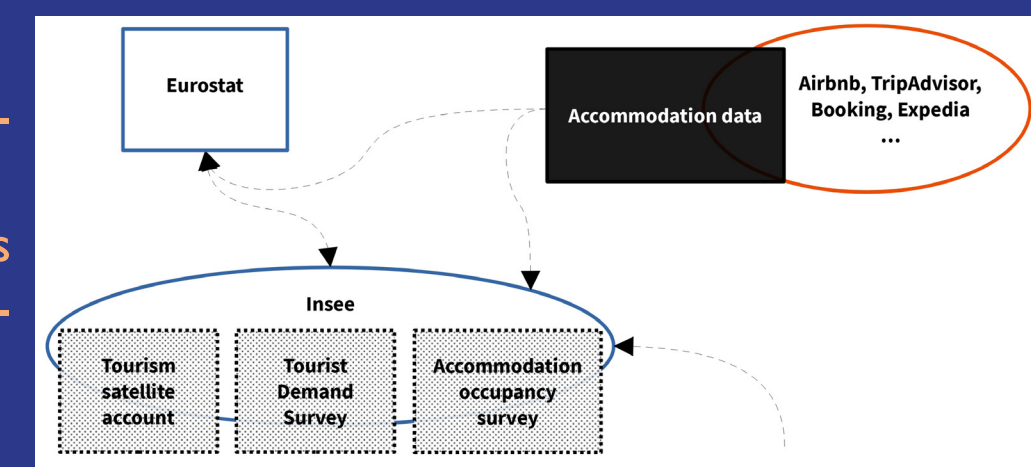 Eurostat
Accommodation data
Airbnb, TripAdvisor,
Booking, Expedia
...
s
Insee
Tourism
satellite
account
Tourist
Demand
Survey
Accommodation
occupancy
survey